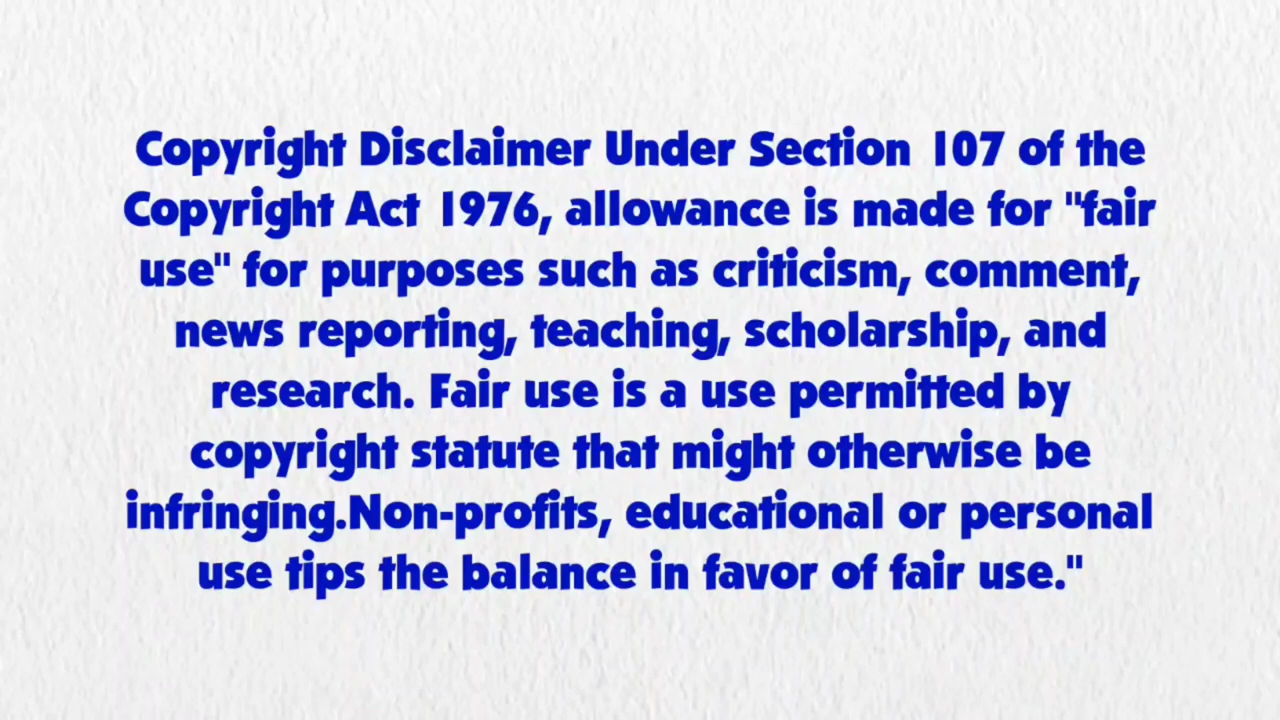 Copyright Disclaimer Under Section 107 of the
Copyright Act 1976, allowance is made for "fair
use" for purposes such as criticism, comment,
news reporting, teaching, scholarship, and
research. Fair use is a use permitted by
copyright statute that might otherwise be
infringing.Non-profits, educational or personal
use tips the balance in favor of fair use."